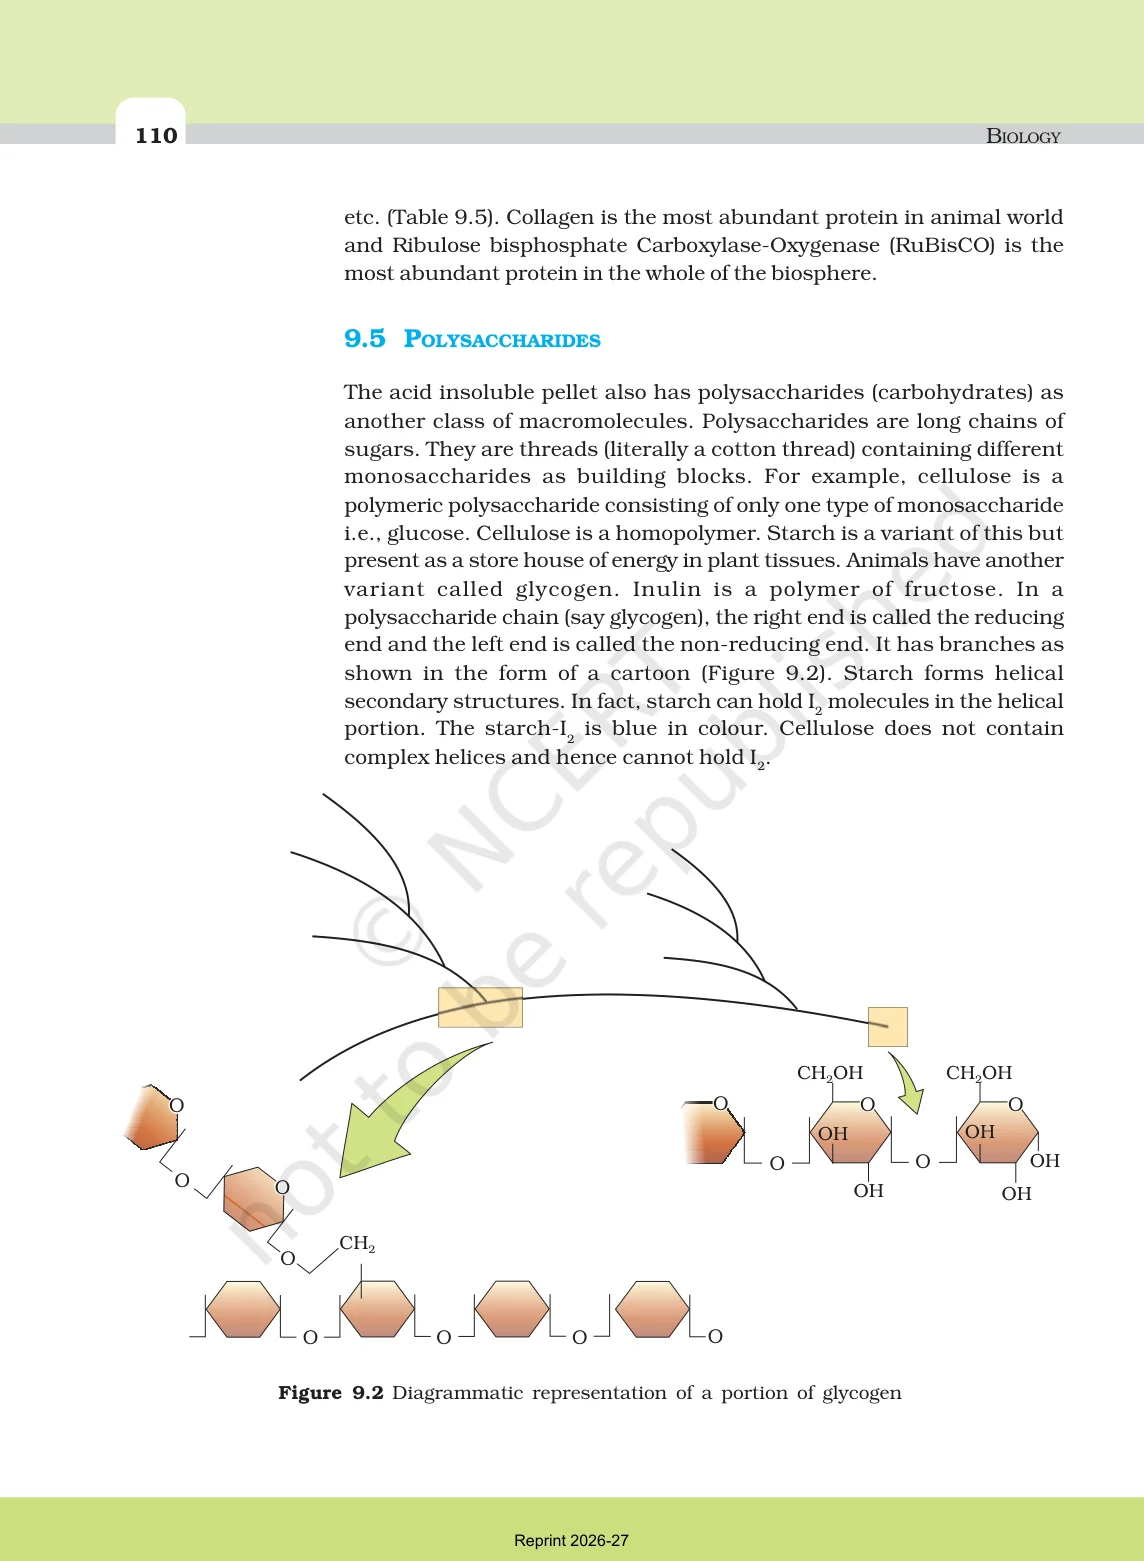 110
BIOLOGY
etc. (Table 9.5). Collagen is the most abundant protein in animal world
and Ribulose bisphosphate Carboxylase-Oxygenase (RuBisCO) is the
most abundant protein in the whole of the biosphere.
9.5 POLYSACCHARIDES
The acid insoluble pellet also has polysaccharides (carbohydrates) as
another class of macromolecules. Polysaccharides are long chains of
sugars. They are threads (literally a cotton thread) containing different
monosaccharides as building blocks. For example, cellulose is a
polymeric polysaccharide consisting of only one type of monosaccharide
i.e., glucose. Cellulose is a homopolymer. Starch is a variant of this but
present as a store house of energy in plant tissues. Animals have another
variant called glycogen. Inulin is a polymer of fructose. In a
polysaccharide chain (say glycogen), the right end is called the reducing
end and the left end is called the non-reducing end. It has branches as
shown in the form of a cartoon (Figure 9.2). Starch forms helical
secondary structures. In fact, starch can hold I₂ molecules in the helical
portion. The starch-I₂ is blue in colour. Cellulose does not contain
complex helices and hence cannot hold I₂.
© NCERT
not to be republished
CH₂OH CH₂OH
O O O O
OH OH
O O OH
OH OH
O
O
O
CH₂
O
O O O O
Figure 9.2 Diagrammatic representation of a portion of glycogen
Reprint 2026-27